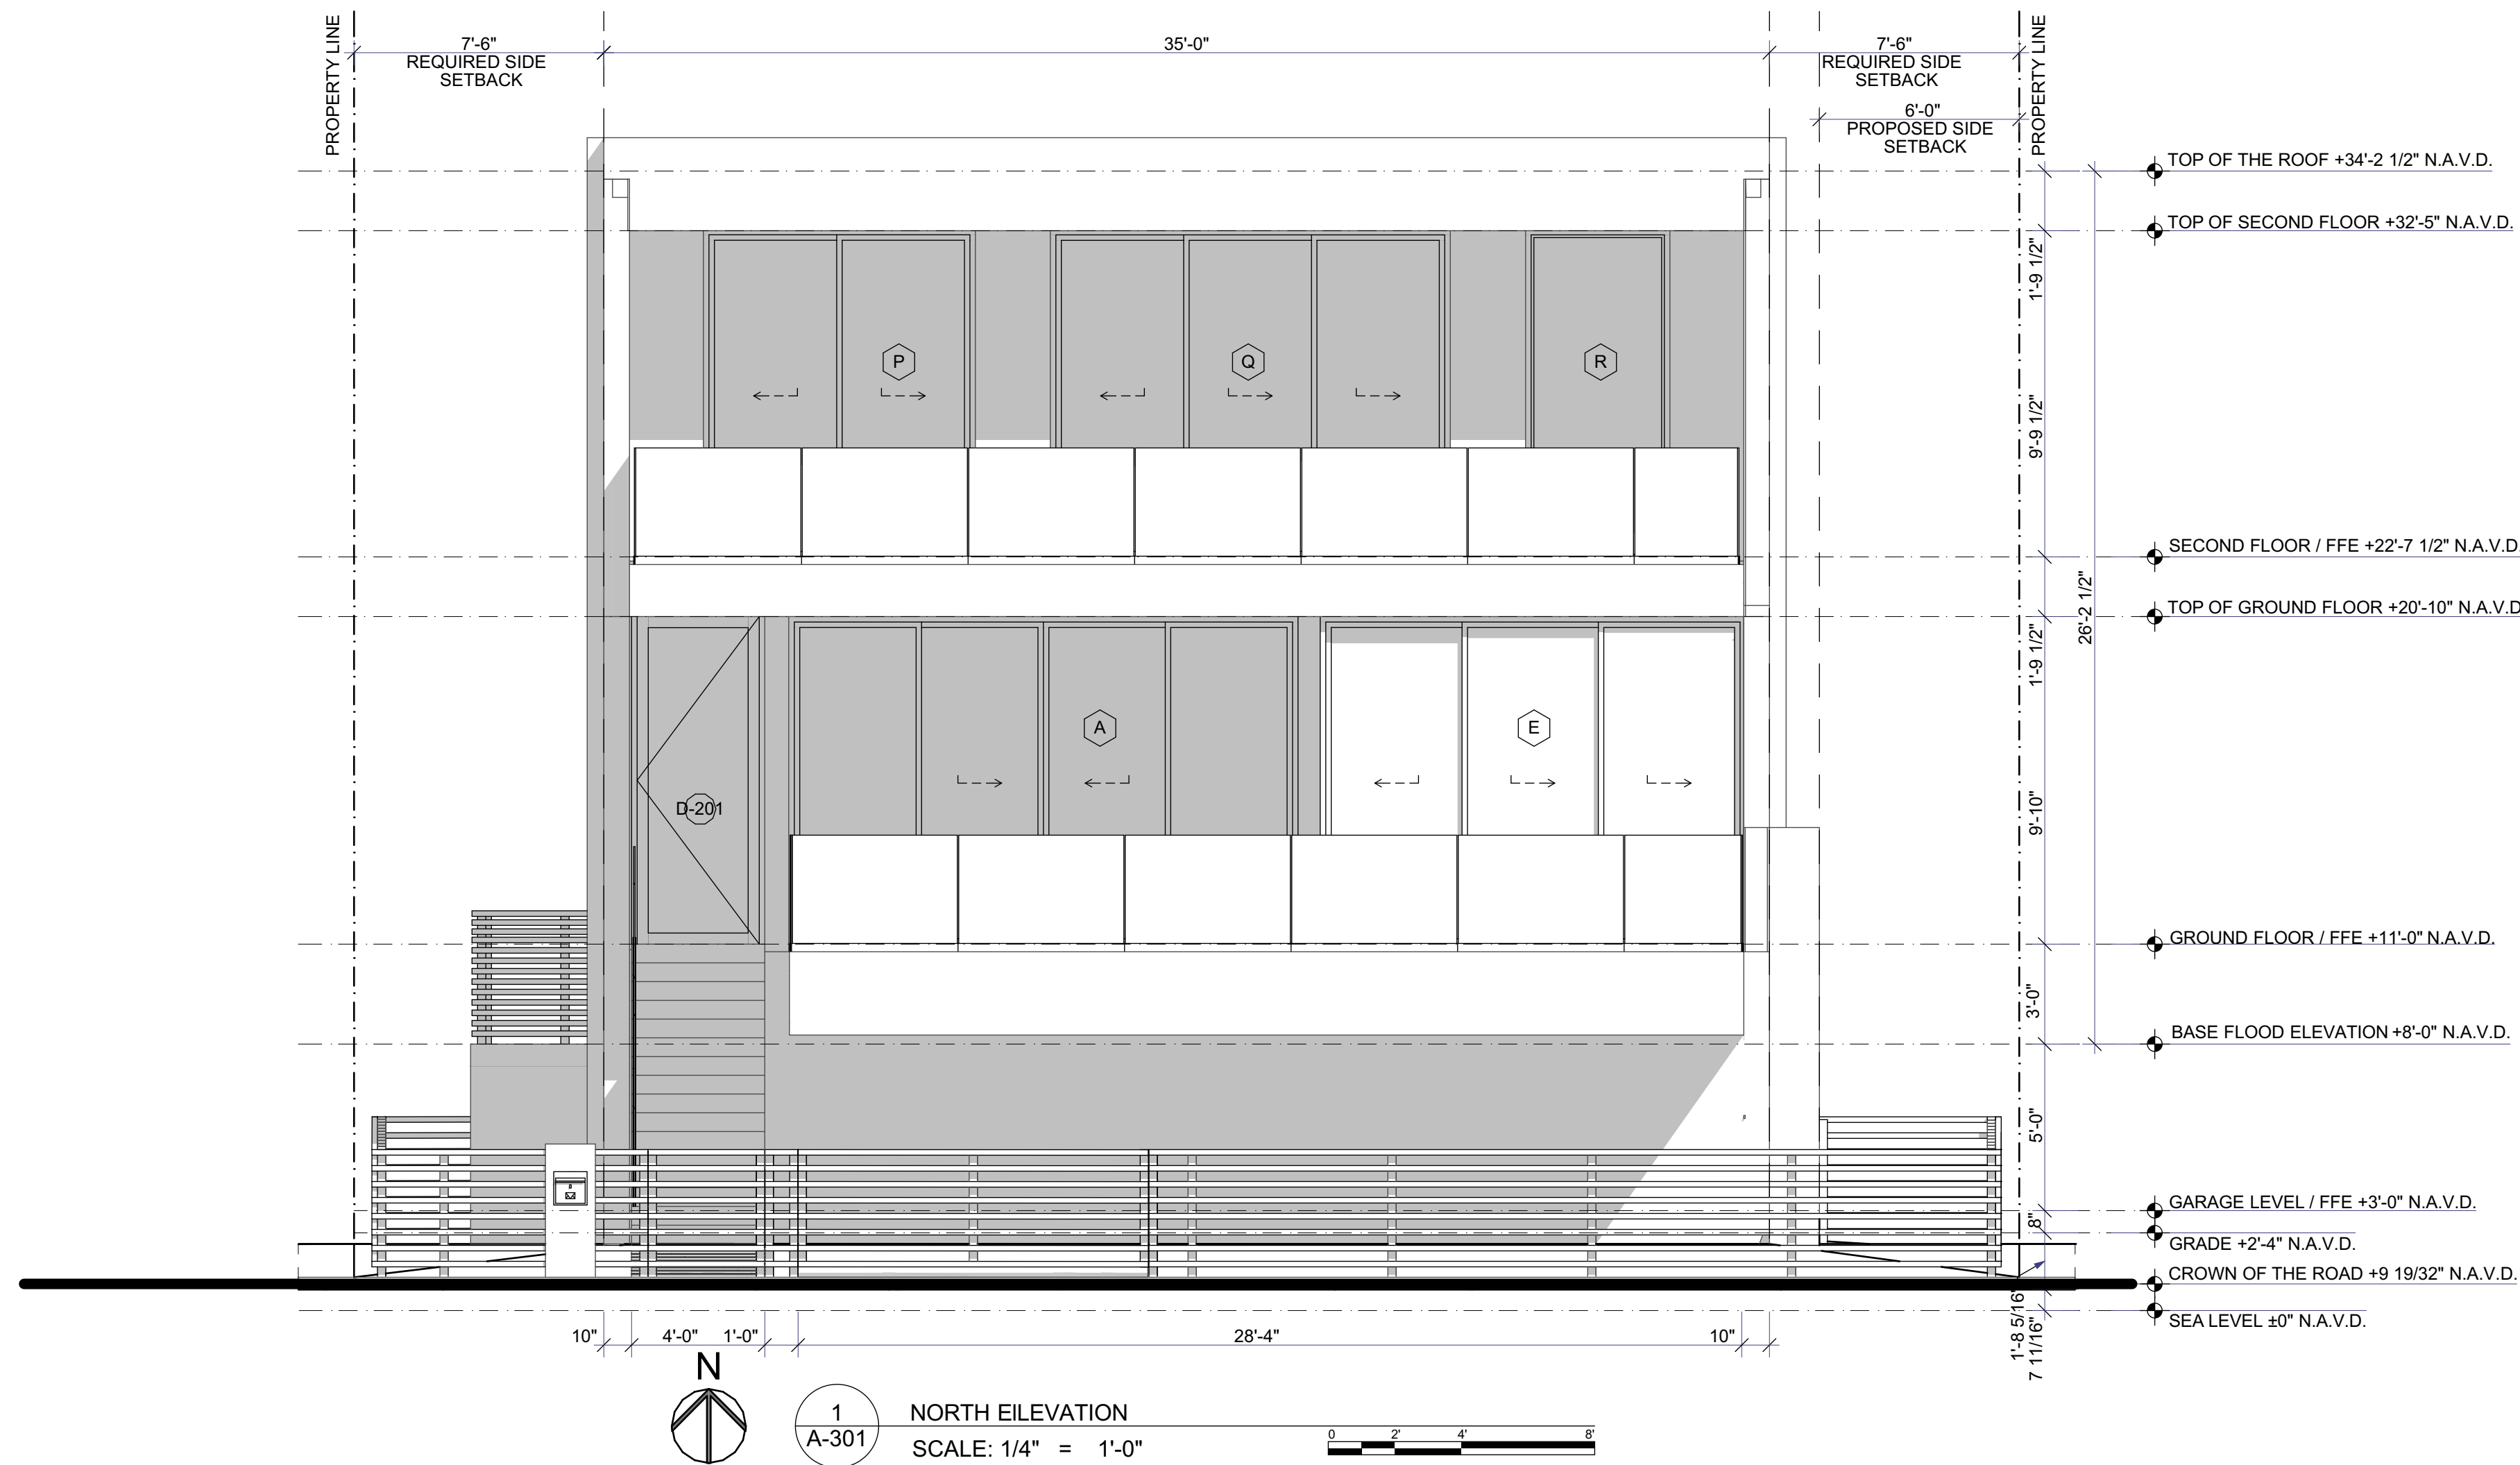 PROPERTY LINE
7'-6"
REQUIRED SIDE
SETBACK
35'-0"
7'-6"
REQUIRED SIDE
SETBACK
PROPERTY LINE
6'-0"
PROPOSED SIDE
SETBACK
TOP OF THE ROOF +34'-2 1/2" N.A.V.D.
TOP OF SECOND FLOOR +32'-5" N.A.V.D.
1'-9 1/2"
P
Q
R
9'-9 1/2"
SECOND FLOOR / FFE +22'-7 1/2" N.A.V.D
TOP OF GROUND FLOOR +20'-10" N.A.V.D
26'-2 1/2"
1'-9 1/2"
A
E
D-201
9'-10"
GROUND FLOOR / FFE +11'-0" N.A.V.D.
3'-0"
BASE FLOOD ELEVATION +8'-0" N.A.V.D.
5'-0"
GARAGE LEVEL / FFE +3'-0" N.A.V.D.
8"
GRADE +2'-4" N.A.V.D.
CROWN OF THE ROAD +9 19/32" N.A.V.D.
SEA LEVEL ±0" N.A.V.D.
1'-8 5/16"
7 11/16"
10"
4'-0"
1'-0"
28'-4"
10"
N
1
A-301
NORTH EILEVATION
SCALE: 1/4" = 1'-0"
0 2' 4' 8'